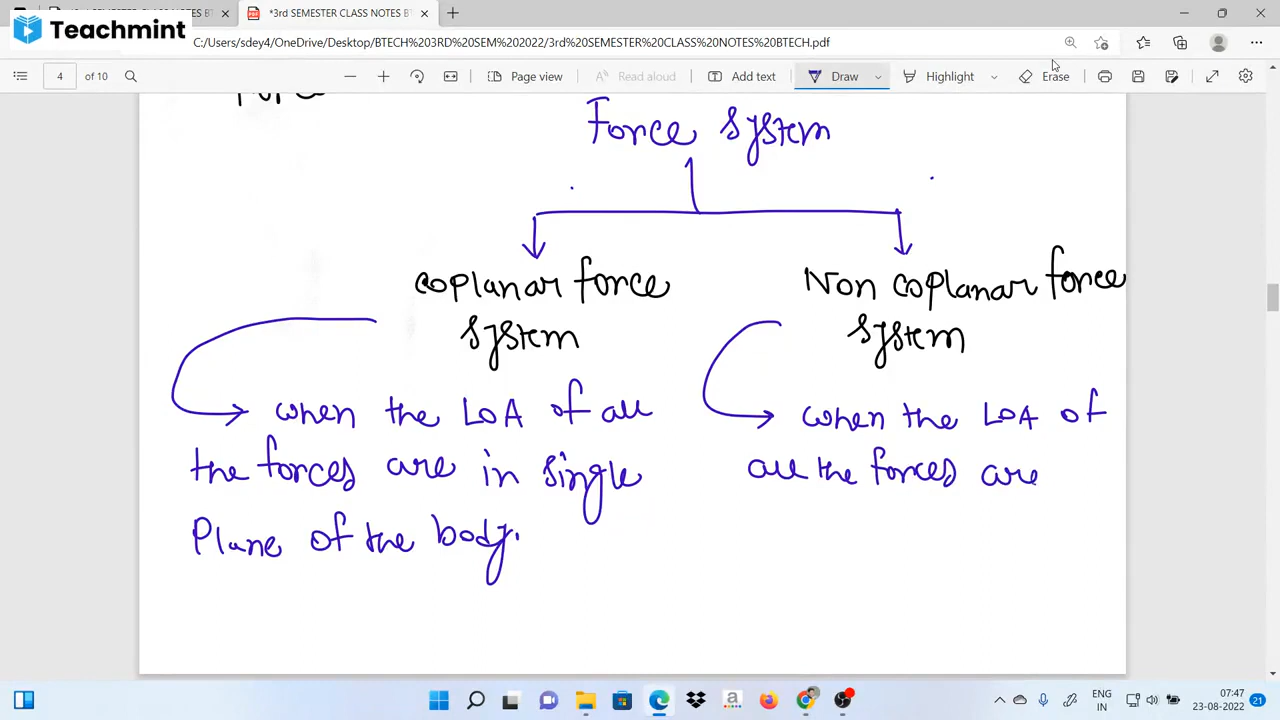 *3rd SEMESTER CLASS NOTES BT
Teachmint
C:/Users/sdey4/OneDrive/Desktop/BTECH%203RD%20SEM%202022/3rd%20SEMESTER%20CLASS%20NOTES%20BTECH.pdf
4 of 10 Page view Read aloud Add text Draw Highlight Erase
Force System
coplanar force Non coplanar force
system system
when the LOA of all
the forces are in single
Plane of the body.
when the LOA of
all the forces are
ENG 07:47
IN 23-08-2022 21